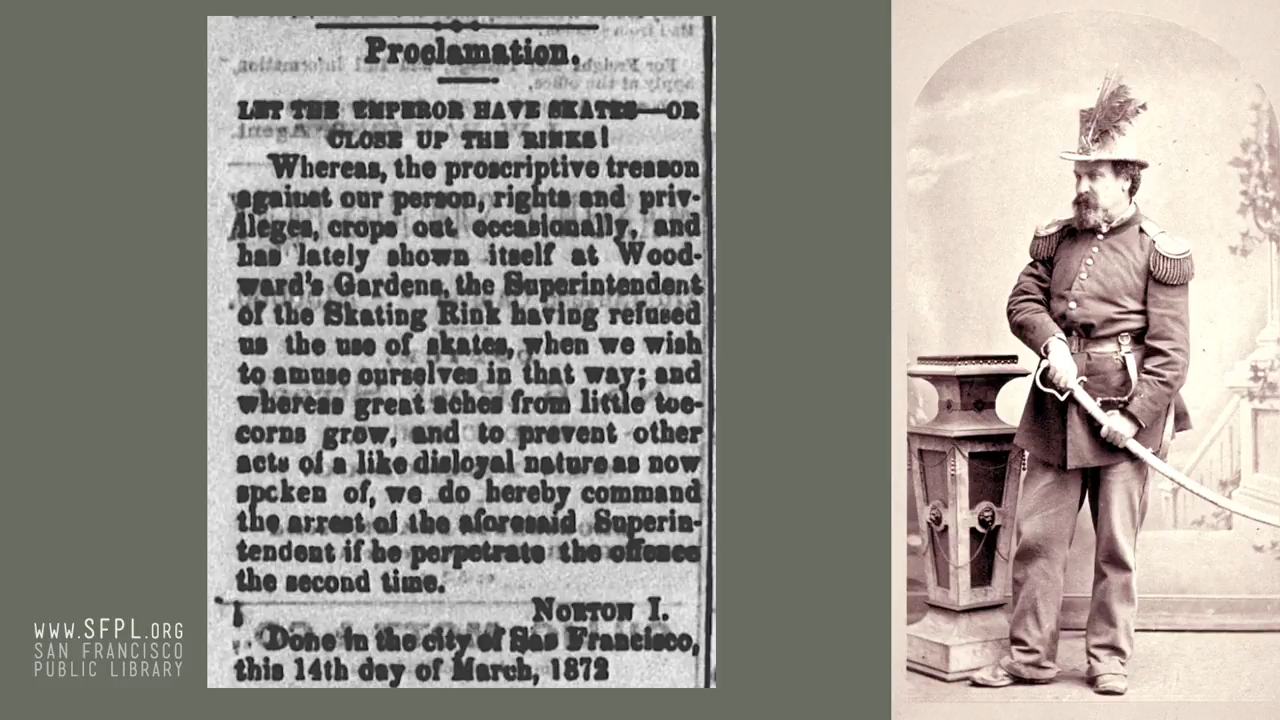 Proclamation.
LET THE EMPEROR HAVE SKATES—OR
CLOSE UP THE RINKS!
Whereas, the proscriptive treason
against our person, rights and priv-
ileges, crops out occasionally, and
has lately shown itself at Wood-
ward's Gardens, the Superintendent
of the Skating Rink having refused
us the use of skates, when we wish
to amuse ourselves in that way; and
whereas great aches from little toe-
corns grow, and to prevent other
acts of a like disloyal nature as now
spcken of, we do hereby command
the arrest of the aforesaid Superin-
tendent if he perpetrate the offence
the second time.
NORTON I.
Done in the city of San Francisco,
this 14th day of March, 1872
WWW.SFPL.ORG
SAN FRANCISCO
PUBLIC LIBRARY